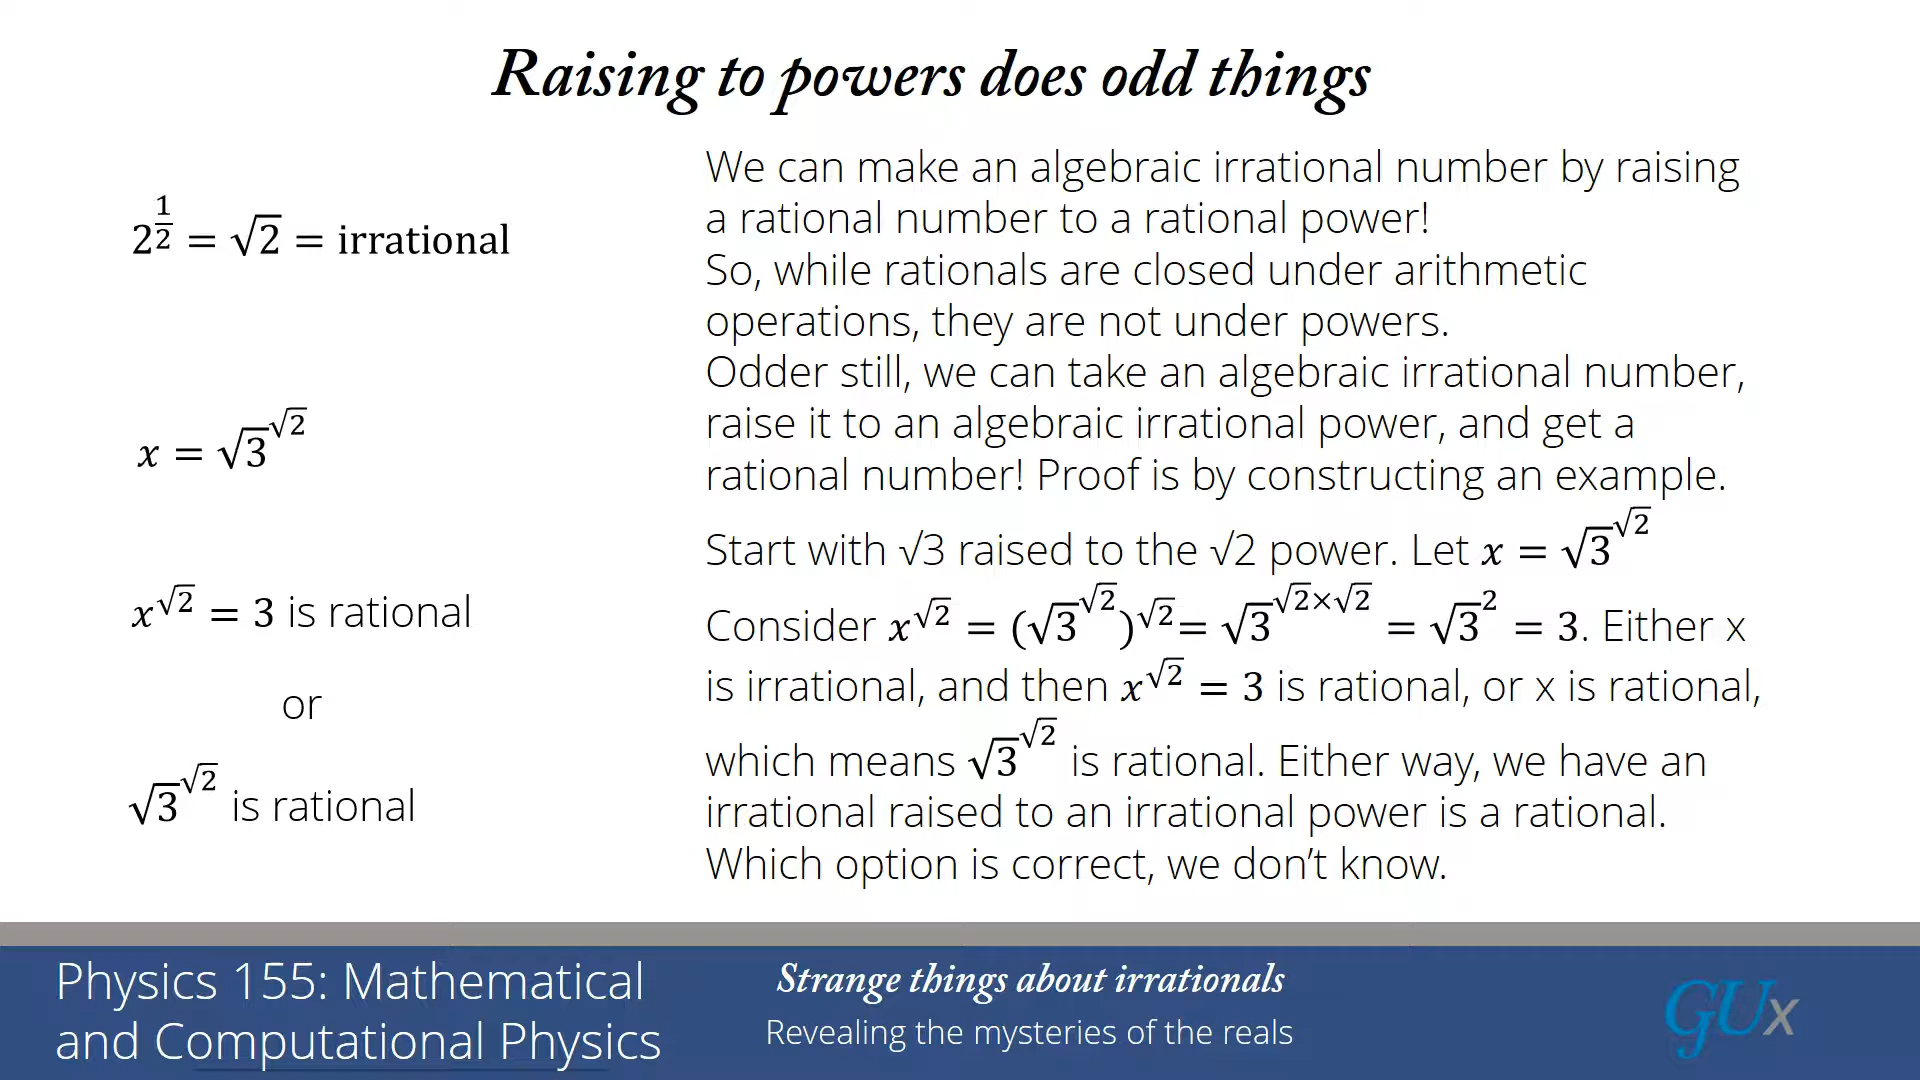 Raising to powers does odd things
2^{1/2} = √2 = irrational
x = √3^{√2}
x^{√2} = 3 is rational
or
√3^{√2} is rational
We can make an algebraic irrational number by raising
a rational number to a rational power!
So, while rationals are closed under arithmetic
operations, they are not under powers.
Odder still, we can take an algebraic irrational number,
raise it to an algebraic irrational power, and get a
rational number! Proof is by constructing an example.
Start with √3 raised to the √2 power. Let x = √3^{√2}
Consider x^{√2} = (√3^{√2})^{√2} = √3^{√2×√2} = √3^2 = 3. Either x
is irrational, and then x^{√2} = 3 is rational, or x is rational,
which means √3^{√2} is rational. Either way, we have an
irrational raised to an irrational power is a rational.
Which option is correct, we don’t know.
Physics 155: Mathematical
and Computational Physics
Strange things about irrationals
Revealing the mysteries of the reals
GUx